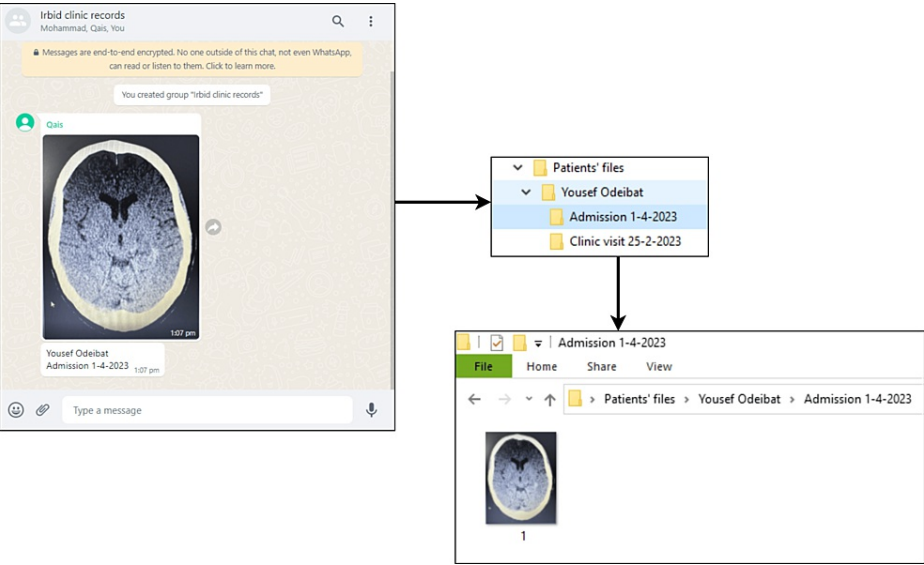 Irbid clinic records
Mohammad, Qais, You
Messages are end-to-end encrypted. No one outside of this chat, not even WhatsApp,
can read or listen to them. Click to learn more.
You created group "Irbid clinic records"
Qais
1:07 pm
Yousef Odeibat
Admission 1-4-2023 1:07 pm
Type a message
Patients' files
Yousef Odeibat
Admission 1-4-2023
Clinic visit 25-2-2023
Admission 1-4-2023
File Home Share View
Patients' files › Yousef Odeibat › Admission 1-4-2023
1